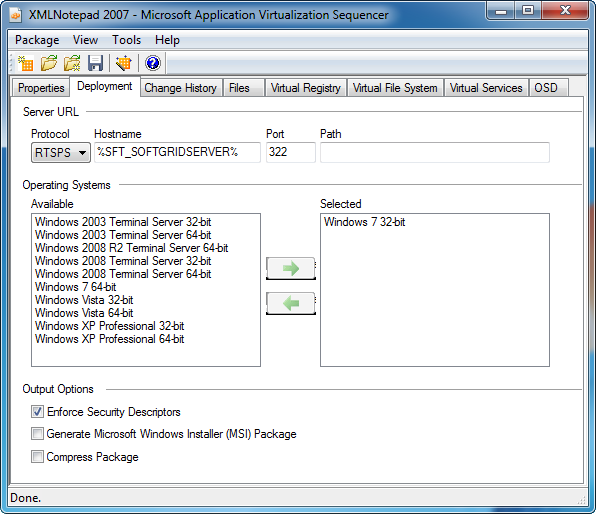 XMLNotepad 2007 - Microsoft Application Virtualization Sequencer
Package View Tools Help
Properties Deployment Change History Files Virtual Registry Virtual File System Virtual Services OSD
Server URL
Protocol Hostname Port Path
RTSPS %SFT_SOFTGRIDSERVER% 322
Operating Systems
Available Selected
Windows 2003 Terminal Server 32-bit Windows 7 32-bit
Windows 2003 Terminal Server 64-bit
Windows 2008 R2 Terminal Server 64-bit
Windows 2008 Terminal Server 32-bit
Windows 2008 Terminal Server 64-bit
Windows 7 64-bit
Windows Vista 32-bit
Windows Vista 64-bit
Windows XP Professional 32-bit
Windows XP Professional 64-bit
Output Options
Enforce Security Descriptors
Generate Microsoft Windows Installer (MSI) Package
Compress Package
Done.